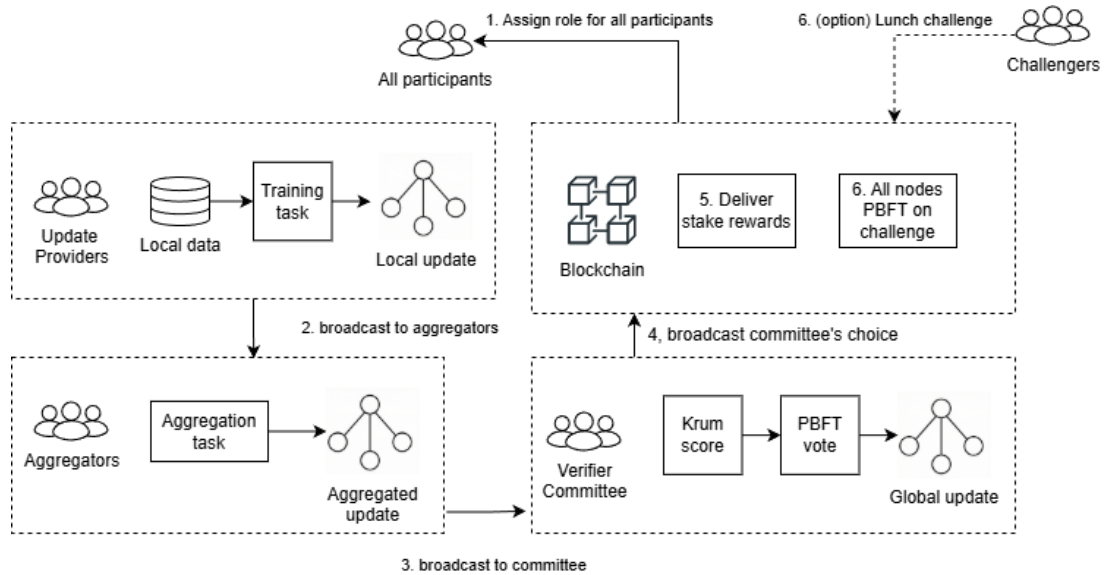 1. Assign role for all participants
6. (option) Lunch challenge
All participants
Challengers
Update
Providers
Local data
Training
task
Local update
Blockchain
5. Deliver
stake rewards
6. All nodes
PBFT on
challenge
2. broadcast to aggregators
4, broadcast committee's choice
Aggregators
Aggregation
task
Aggregated
update
Verifier
Committee
Krum
score
PBFT
vote
Global update
3. broadcast to committee